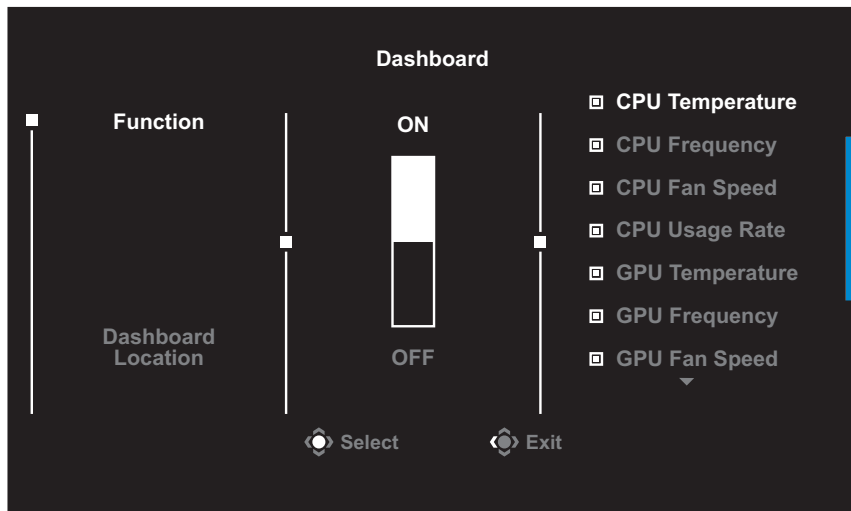 Dashboard
Function
Dashboard
Location
ON
OFF
CPU Temperature
CPU Frequency
CPU Fan Speed
CPU Usage Rate
GPU Temperature
GPU Frequency
GPU Fan Speed
Select
Exit